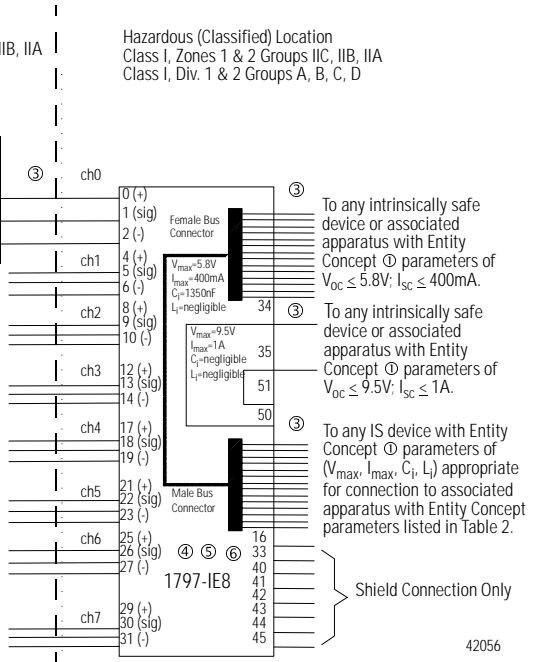 IIB, IIA
Hazardous (Classified) Location
Class I, Zones 1 & 2 Groups IIC, IIB, IIA
Class I, Div. 1 & 2 Groups A, B, C, D
③
ch0
0 (+)
1 (sig)
2 (-)
ch1
4 (+)
5 (sig)
6 (-)
ch2
8 (+)
9 (sig)
10 (-)
ch3
12 (+)
13 (sig)
14 (-)
ch4
17 (+)
18 (sig)
19 (-)
ch5
21 (+)
22 (sig)
23 (-)
ch6
25 (+)
26 (sig)
27 (-)
ch7
29 (+)
30 (sig)
31 (-)
Female Bus
Connector
Vmax=5.8V
Imax=400mA
Ci=1350nF
Li=negligible
Vmax=9.5V
Imax=1A
Ci=negligible
Li=negligible
34
35
51
50
Male Bus
Connector
④ ⑤ ⑥
1797-IE8
16
33
40
41
42
43
44
45
③
To any intrinsically safe
device or associated
apparatus with Entity
Concept ① parameters of
Voc ≤ 5.8V; Isc ≤ 400mA.
③
To any intrinsically safe
device or associated
apparatus with Entity
Concept ① parameters of
Voc ≤ 9.5V; Isc ≤ 1A.
③
To any IS device with Entity
Concept ① parameters of
(Vmax, Imax, Ci, Li) appropriate
for connection to associated
apparatus with Entity Concept
parameters listed in Table 2.
Shield Connection Only
42056